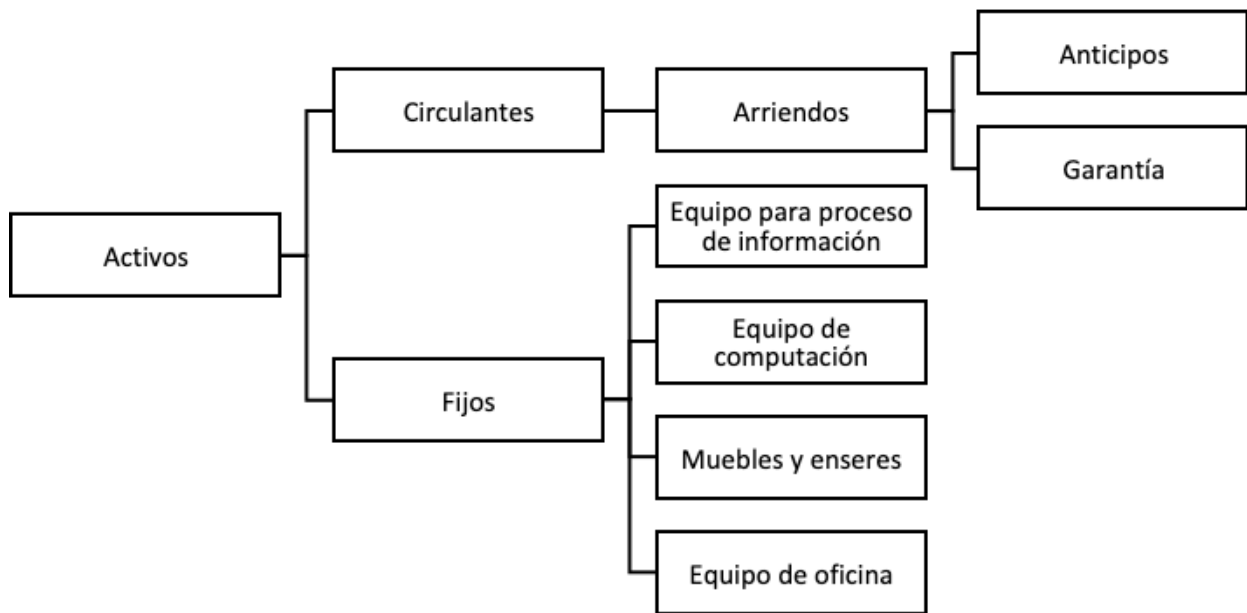 Anticipos
Circulantes
Arriendos
Garantía
Equipo para proceso
de información
Activos
Equipo de
computación
Fijos
Muebles y enseres
Equipo de oficina